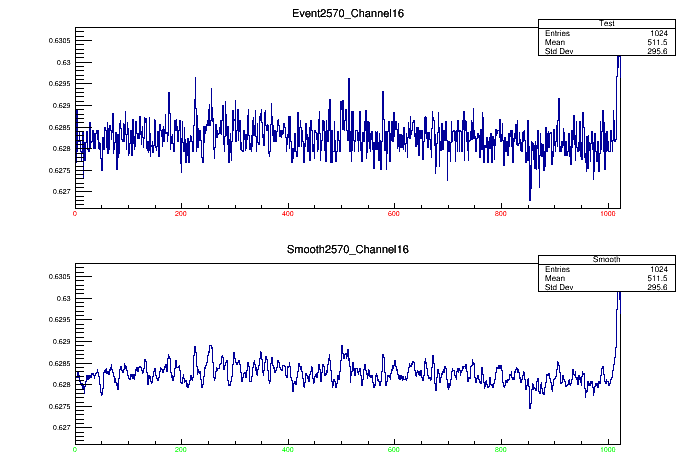 Event2570_Channel16
Test
Entries 1024
Mean 511.5
Std Dev 295.6
0.6305
0.63
0.6295
0.629
0.6285
0.628
0.6275
0.627
0 200 400 600 800 1000
Smooth2570_Channel16
Smooth
Entries 1024
Mean 511.5
Std Dev 295.6
0.6305
0.63
0.6295
0.629
0.6285
0.628
0.6275
0.627
0 200 400 600 800 1000